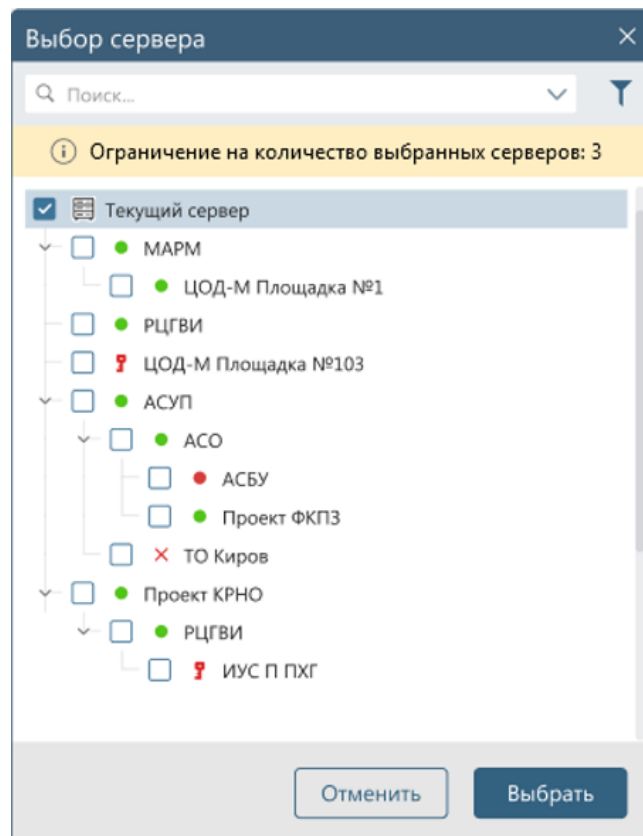 Выбор сервера
Поиск...
Ограничение на количество выбранных серверов: 3
Текущий сервер
МАРМ
ЦОД-М Площадка №1
РЦГВИ
ЦОД-М Площадка №103
АСУП
АСО
АСБУ
Проект ФКПЗ
ТО Киров
Проект КРНО
РЦГВИ
ИУС П ПХГ
Отменить
Выбрать